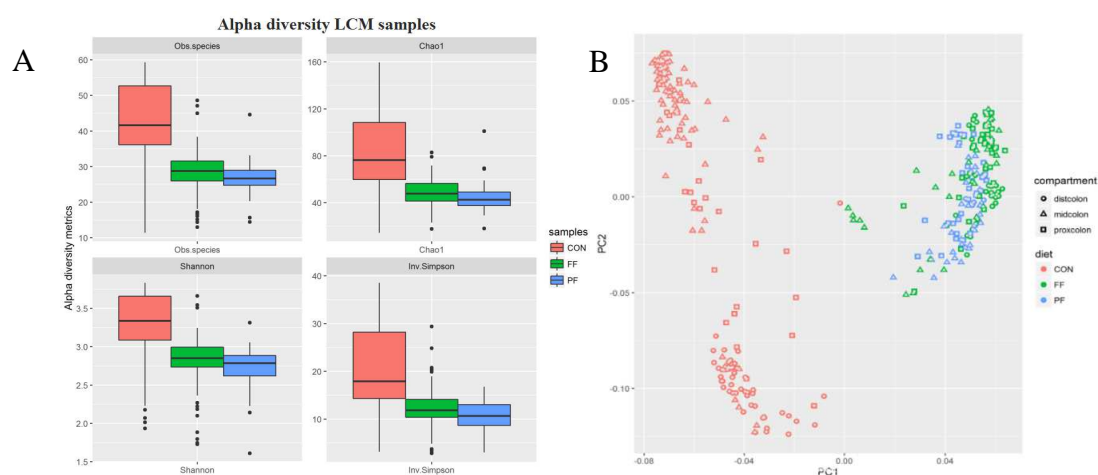 Alpha diversity LCM samples
A
B
Obs.species
Chao1
60
50
40
30
20
10
160
120
80
40
Obs.species
Chao1
Shannon
Inv.Simpson
3.5
3.0
2.5
2.0
1.5
40
30
20
10
Shannon
Inv.Simpson
Alpha diversity metrics
samples
CON
FF
PF
0.05
0.00
-0.05
-0.10
PC2
-0.08
-0.04
0.00
0.04
PC1
compartment
distcolon
midcolon
proxcolon
diet
CON
FF
PF